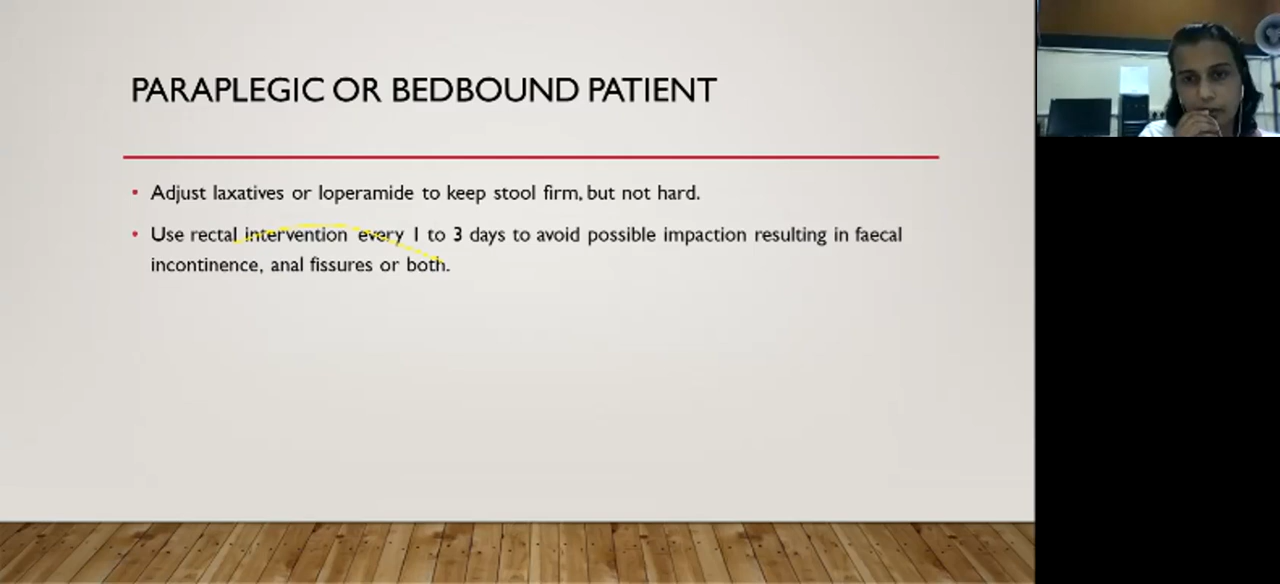 PARAPLEGIC OR BEDBOUND PATIENT
• Adjust laxatives or loperamide to keep stool firm, but not hard.
• Use rectal intervention every 1 to 3 days to avoid possible impaction resulting in faecal
incontinence, anal fissures or both.